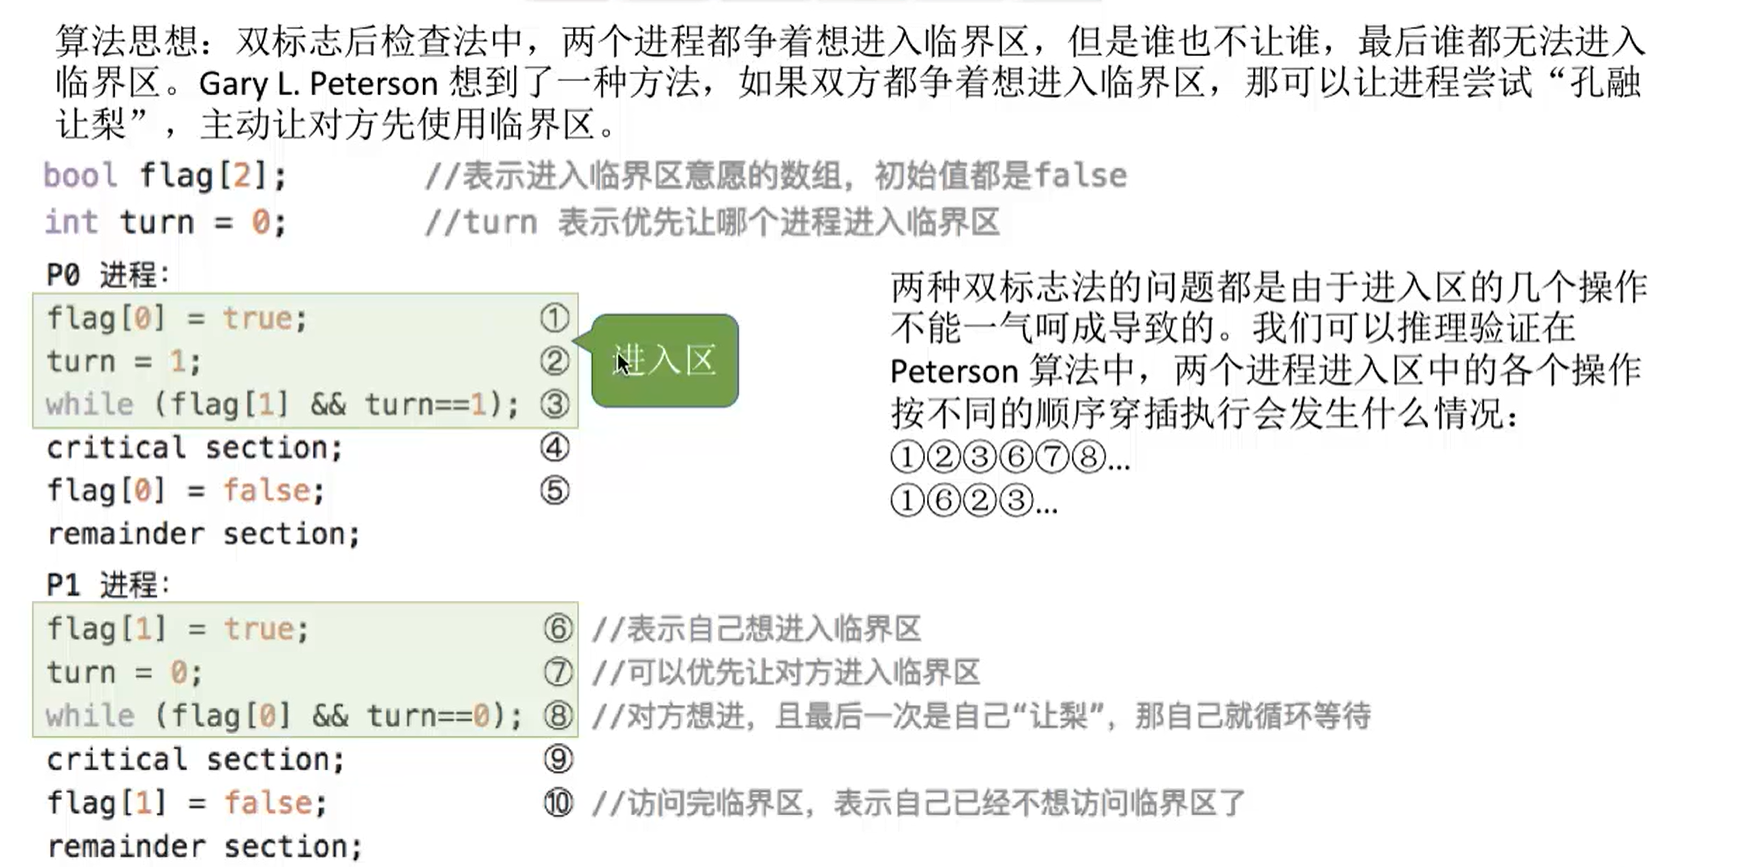 算法思想：双标志后检查法中，两个进程都争着想进入临界区，但是谁也不让谁，最后谁都无法进入
临界区。Gary L. Peterson 想到了一种方法，如果双方都争着想进入临界区，那可以让进程尝试“孔融
让梨”，主动让对方先使用临界区。
bool flag[2]; //表示进入临界区意愿的数组，初始值都是false
int turn = 0; //turn 表示优先让哪个进程进入临界区
P0 进程：
flag[0] = true; ①
turn = 1; ②
while (flag[1] && turn==1); ③
critical section; ④
flag[0] = false; ⑤
remainder section;
进入区
两种双标志法的问题都是由于进入区的几个操作
不能一气呵成导致的。我们可以推理验证在
Peterson 算法中，两个进程进入区中的各个操作
按不同的顺序穿插执行会发生什么情况：
①②③⑥⑦⑧...
①⑥②③...
P1 进程：
flag[1] = true; ⑥ //表示自己想进入临界区
turn = 0; ⑦ //可以优先让对方进入临界区
while (flag[0] && turn==0); ⑧ //对方想进，且最后一次是自己“让梨”，那自己就循环等待
critical section; ⑨
flag[1] = false; ⑩ //访问完临界区，表示自己已经不想访问临界区了
remainder section;